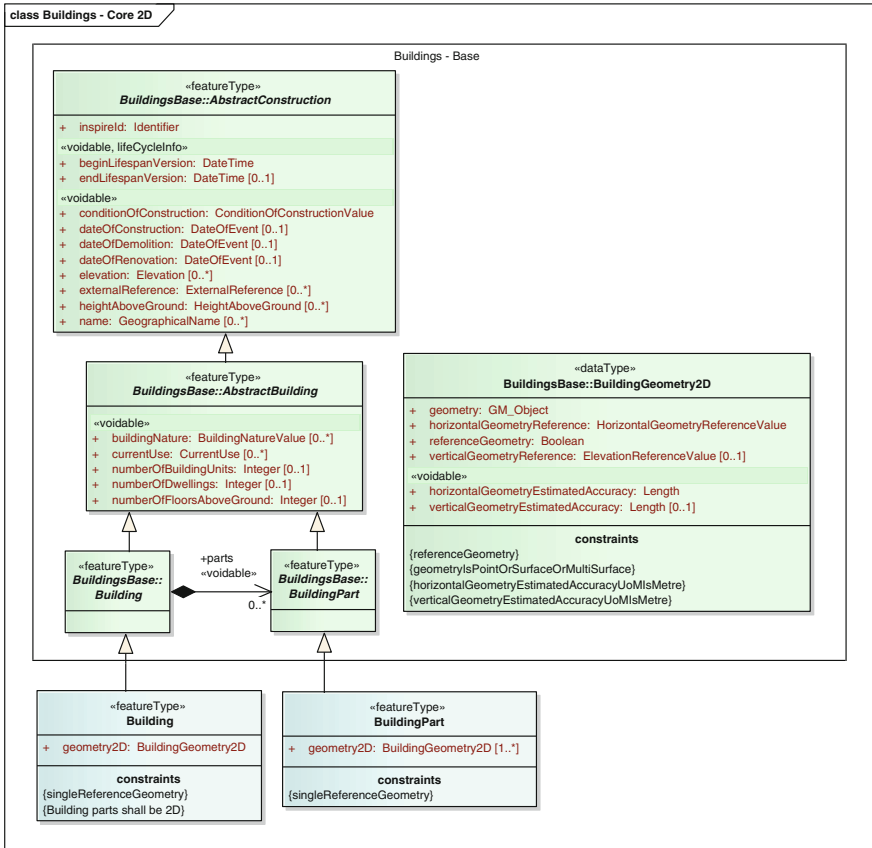 class Buildings - Core 2D
Buildings - Base
«featureType»
BuildingsBase::AbstractConstruction
+ inspireId: Identifier
«voidable, lifeCycleInfo»
+ beginLifespanVersion: DateTime
+ endLifespanVersion: DateTime [0..1]
«voidable»
+ conditionOfConstruction: ConditionOfConstructionValue
+ dateOfConstruction: DateOfEvent [0..1]
+ dateOfDemolition: DateOfEvent [0..1]
+ dateOfRenovation: DateOfEvent [0..1]
+ elevation: Elevation [0..*]
+ externalReference: ExternalReference [0..*]
+ heightAboveGround: HeightAboveGround [0..*]
+ name: GeographicalName [0..*]
«featureType»
BuildingsBase::AbstractBuilding
«voidable»
+ buildingNature: BuildingNatureValue [0..*]
+ currentUse: CurrentUse [0..*]
+ numberOfBuildingUnits: Integer [0..1]
+ numberOfDwellings: Integer [0..1]
+ numberOfFloorsAboveGround: Integer [0..1]
«dataType»
BuildingsBase::BuildingGeometry2D
+ geometry: GM_Object
+ horizontalGeometryReference: HorizontalGeometryReferenceValue
+ referenceGeometry: Boolean
+ verticalGeometryReference: ElevationReferenceValue [0..1]
«voidable»
+ horizontalGeometryEstimatedAccuracy: Length
+ verticalGeometryEstimatedAccuracy: Length [0..1]
constraints
{referenceGeometry}
{geometryIsPointOrSurfaceOrMultiSurface}
{horizontalGeometryEstimatedAccuracyUoMIsMetre}
{verticalGeometryEstimatedAccuracyUoMIsMetre}
«featureType»
BuildingsBase::
Building
+parts
«voidable»
0..*
«featureType»
BuildingsBase::
BuildingPart
«featureType»
Building
+ geometry2D: BuildingGeometry2D
constraints
{singleReferenceGeometry}
{Building parts shall be 2D}
«featureType»
BuildingPart
+ geometry2D: BuildingGeometry2D [1..*]
constraints
{singleReferenceGeometry}